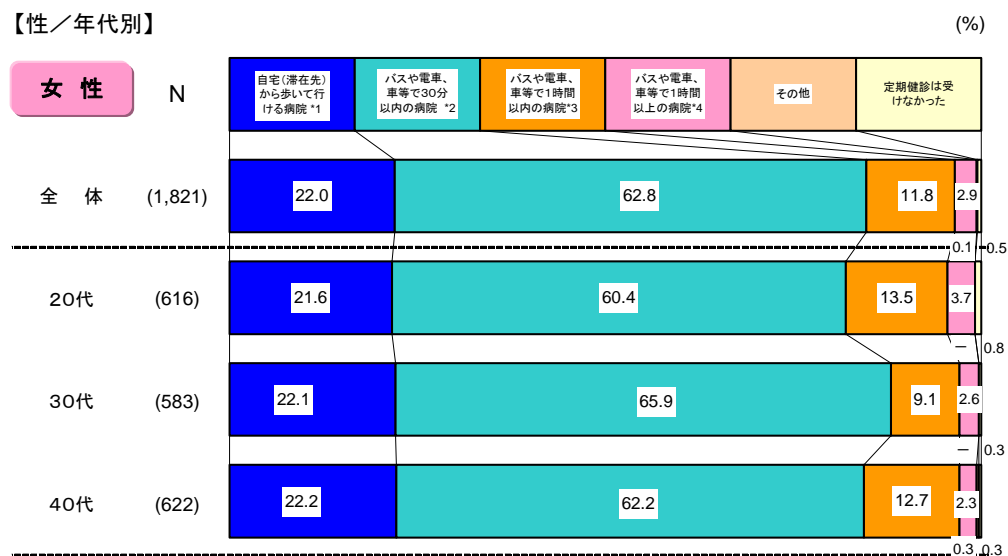 【性／年代別】
(%)
女 性
N
自宅(滞在先)
から歩いて行
ける病院 *1
バスや電車、
車等で30分
以内の病院 *2
バスや電車、
車等で1時間
以内の病院*3
バスや電車、
車等で1時間
以上の病院*4
その他
定期健診は受
けなかった
全 体 (1,821) 22.0 62.8 11.8 2.9
0.1 0.5
20代 (616) 21.6 60.4 13.5 3.7
－ 0.8
30代 (583) 22.1 65.9 9.1 2.6
－ 0.3
40代 (622) 22.2 62.2 12.7 2.3
0.3 0.3